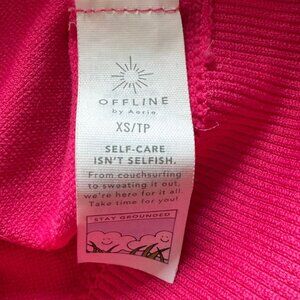 OFFLINE
by Aerie
XS/TP
SELF-CARE
ISN'T SELFISH.
From couchsurfing
to sweating it out,
we're here for it all.
Take time for you!
STAY GROUNDED